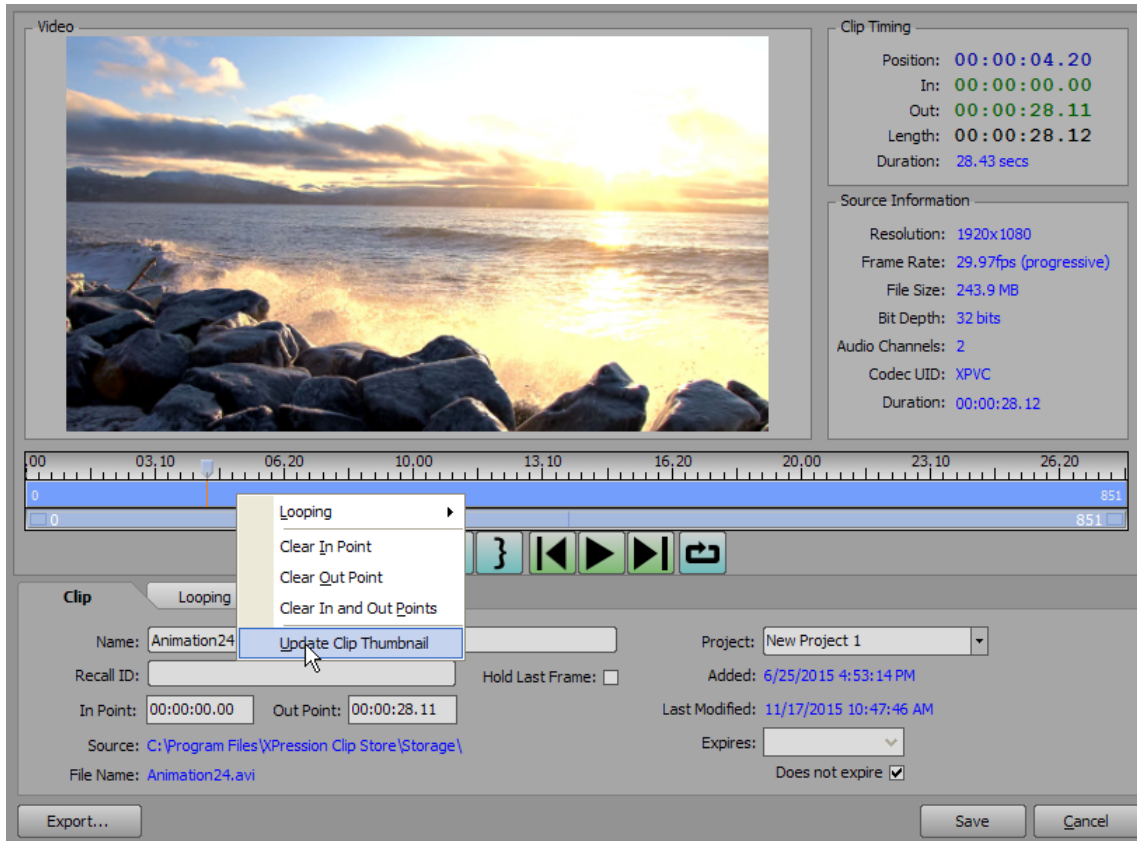 Video
Clip Timing
Position: 00:00:04.20
In: 00:00:00.00
Out: 00:00:28.11
Length: 00:00:28.12
Duration: 28.43 secs
Source Information
Resolution: 1920x1080
Frame Rate: 29.97fps (progressive)
File Size: 243.9 MB
Bit Depth: 32 bits
Audio Channels: 2
Codec UID: XPVC
Duration: 00:00:28.12
.00 03.10 06.20 10.00 13.10 16.20 20.00 23.10 26.20
0 851
0 851
Looping
Clear In Point
Clear Out Point
Clear In and Out Points
Update Clip Thumbnail
Clip Looping
Name: Animation24
Recall ID:
Hold Last Frame:
In Point: 00:00:00.00 Out Point: 00:00:28.11
Source: C:\Program Files\XPression Clip Store\Storage\
File Name: Animation24.avi
Project: New Project 1
Added: 6/25/2015 4:53:14 PM
Last Modified: 11/17/2015 10:47:46 AM
Expires:
Does not expire
Export... Save Cancel